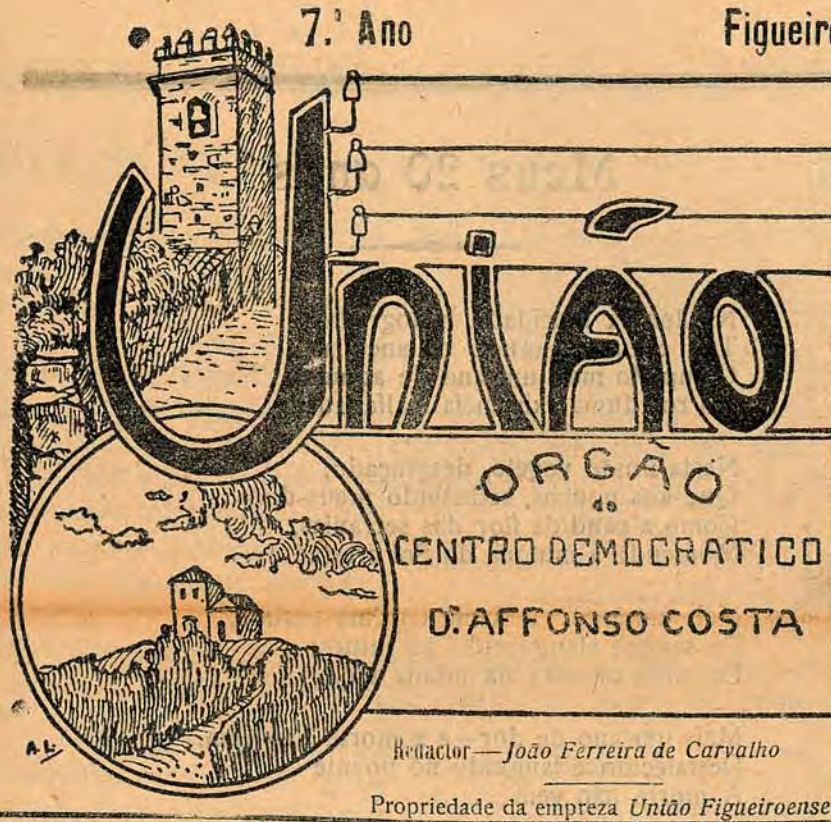 7.º Ano Figueir
União
ORGÃO
do
CENTRO DEMOCRATICO
Dr. AFFONSO COSTA
A.L.
Redactor — João Ferreira de Carvalho
Propriedade da empreza União Figueiroense